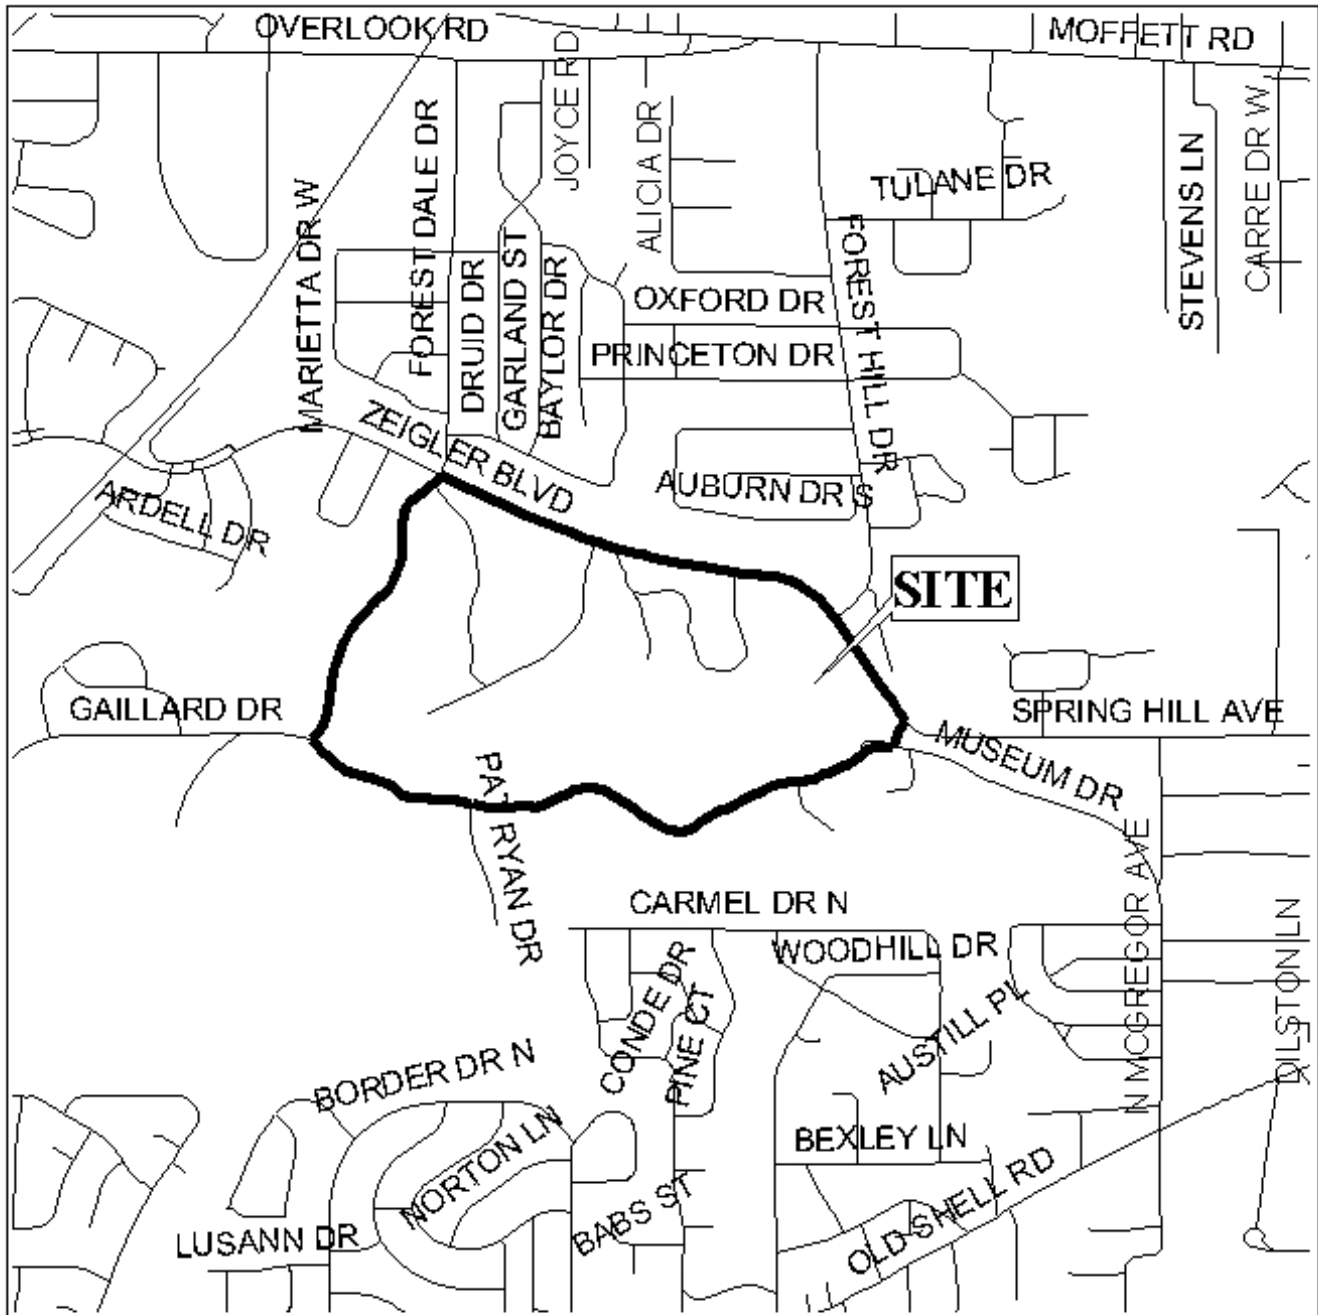 OVERLOOK RD
MOFFETT RD
JOYCE RD
FOREST DALE DR
ALICIA DR
STEVENS LN
CARRE DR W
TULANE DR
MARIETTA DR W
DRUID DR
GARLAND ST
BAYLOR DR
FOREST HILL DR
OXFORD DR
PRINCETON DR
ZEIGLER BLVD
AUBURN DR S
ARDELL DR
SITE
GAILLARD DR
SPRING HILL AVE
MUSEUM DR
PAT RYAN DR
N MCGREGOR AVE
CARMEL DR N
WOODHILL DR
DILSTON LN
CONDE DR
PINE CT
AUSTILL PL
BORDER DR N
NORTON LN
BEXLEY LN
BABS ST
OLD SHELL RD
LUSANN DR